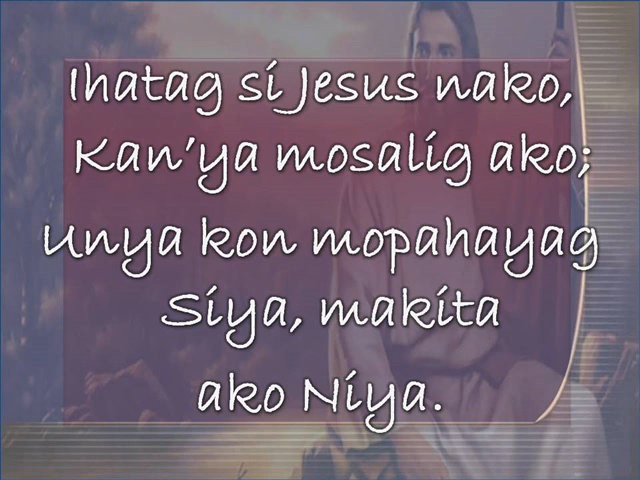 Ihatag si Jesus nako,
Kan'ya mosalig ako;
Unya kon mopahayag
Siya, makita
ako Niya.